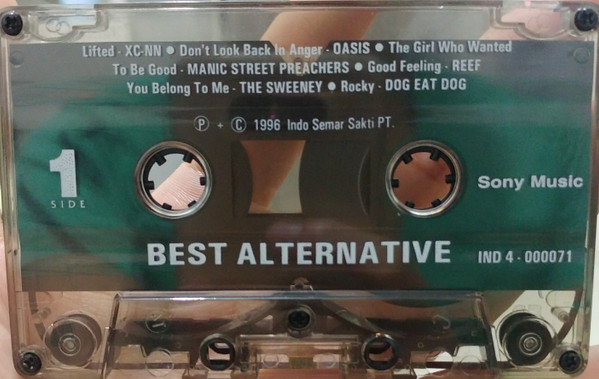 Lifted - XC-NN ● Don't Look Back In Anger - OASIS ● The Girl Who Wanted
To Be Good - MANIC STREET PREACHERS ● Good Feeling - REEF
You Belong To Me - THE SWEENEY ● Rocky - DOG EAT DOG
Ⓟ + Ⓒ 1996 Indo Semar Sakti PT.
1
SIDE
Sony Music
BEST ALTERNATIVE
IND 4 - 000071